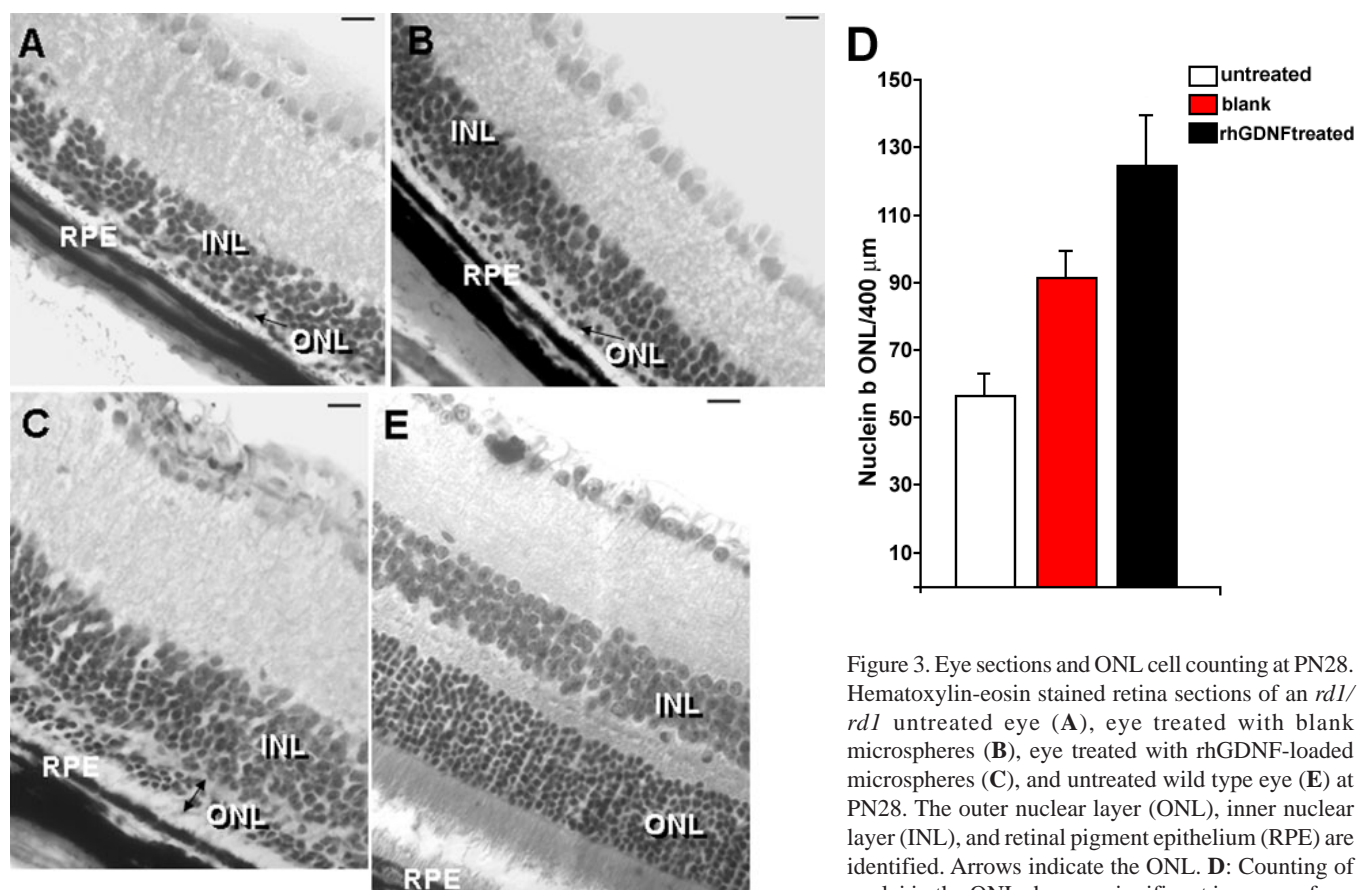 A
INL
RPE
ONL
B
INL
RPE
ONL
C
INL
RPE
ONL
E
INL
ONL
RPE
D
untreated
blank
rhGDNFtreated
Nuclein b ONL/400 µm
150
130
110
90
70
50
30
10
Figure 3. Eye sections and ONL cell counting at PN28.
Hematoxylin-eosin stained retina sections of an rd1/
rd1 untreated eye (A), eye treated with blank
microspheres (B), eye treated with rhGDNF-loaded
microspheres (C), and untreated wild type eye (E) at
PN28. The outer nuclear layer (ONL), inner nuclear
layer (INL), and retinal pigment epithelium (RPE) are
identified. Arrows indicate the ONL. D: Counting of